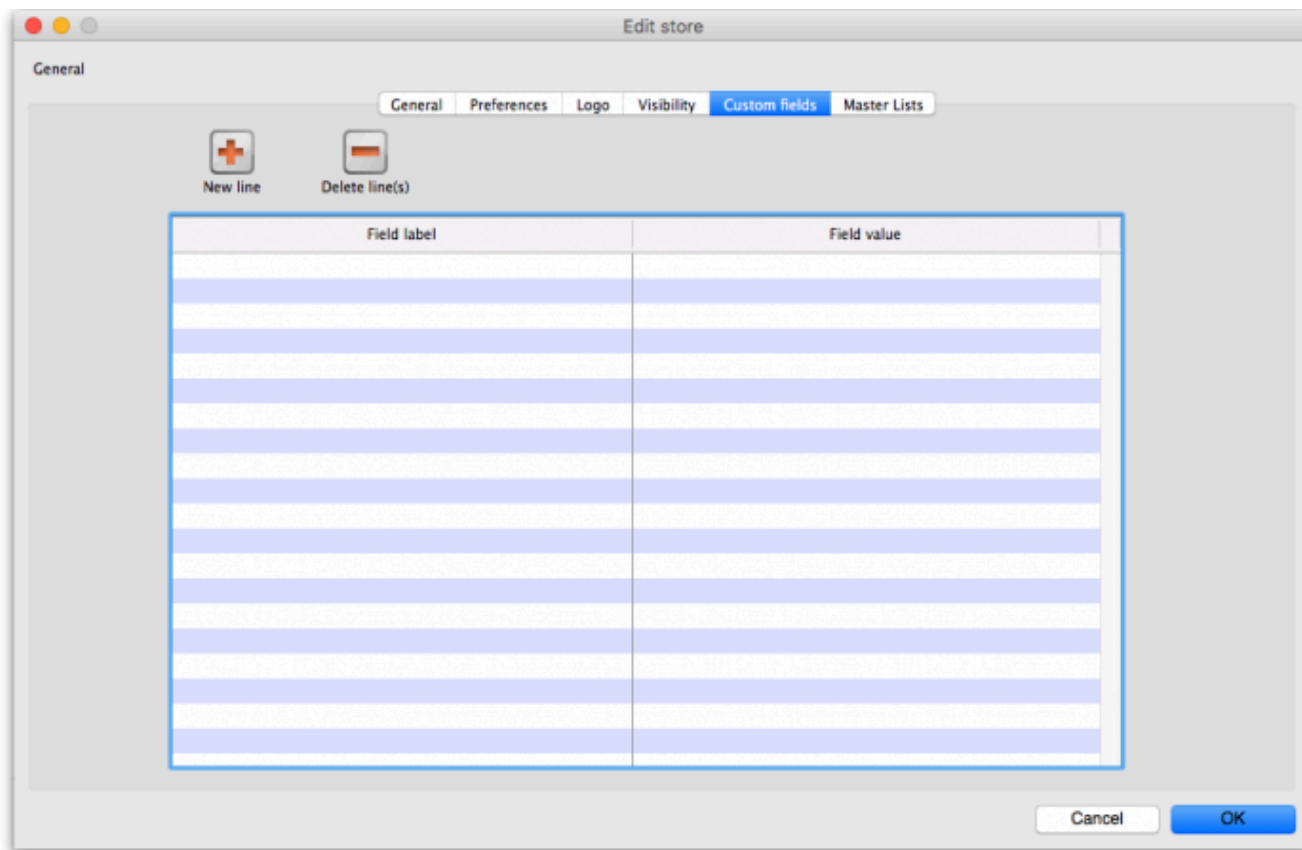 Edit store
General
General Preferences Logo Visibility Custom fields Master Lists
New line Delete line(s)
Field label Field value
Cancel OK